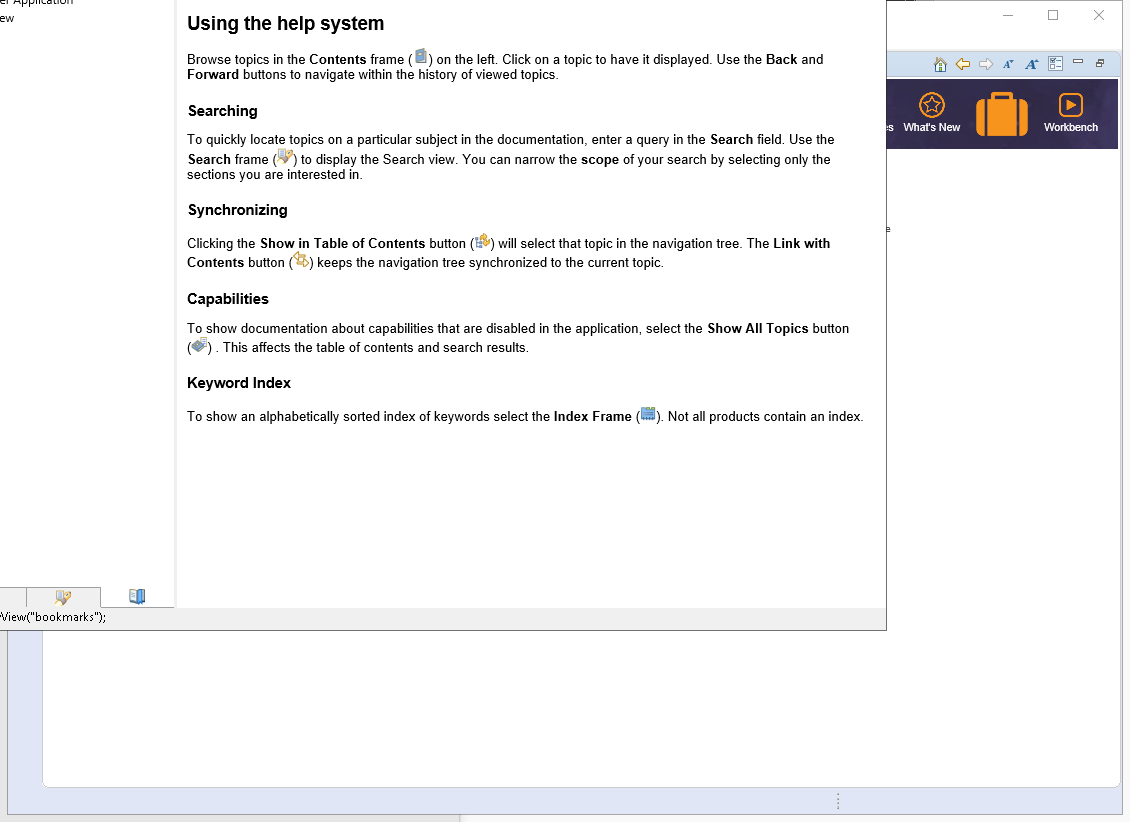 er Application
ew
Using the help system
Browse topics in the Contents frame ( ) on the left. Click on a topic to have it displayed. Use the Back and
Forward buttons to navigate within the history of viewed topics.
Searching
To quickly locate topics on a particular subject in the documentation, enter a query in the Search field. Use the
Search frame ( ) to display the Search view. You can narrow the scope of your search by selecting only the
sections you are interested in.
Synchronizing
Clicking the Show in Table of Contents button ( ) will select that topic in the navigation tree. The Link with
Contents button ( ) keeps the navigation tree synchronized to the current topic.
Capabilities
To show documentation about capabilities that are disabled in the application, select the Show All Topics button
( ) . This affects the table of contents and search results.
Keyword Index
To show an alphabetically sorted index of keywords select the Index Frame ( ). Not all products contain an index.
View("bookmarks");
es What's New Workbench
e